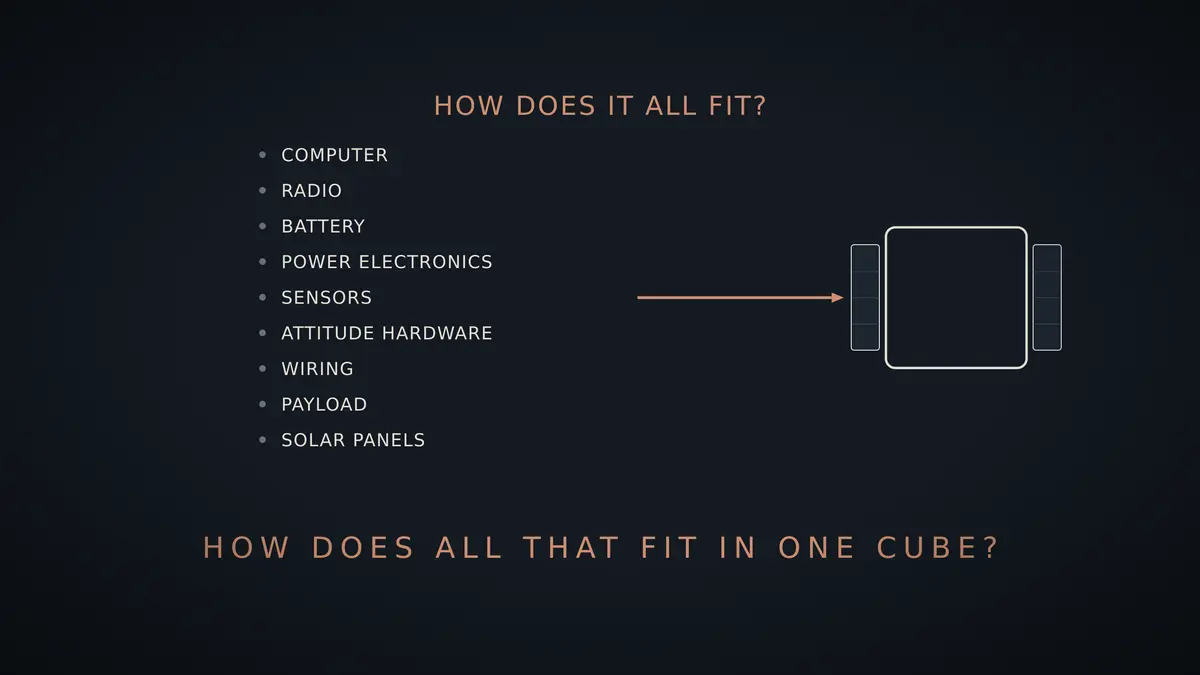 HOW DOES IT ALL FIT?
COMPUTER
RADIO
BATTERY
POWER ELECTRONICS
SENSORS
ATTITUDE HARDWARE
WIRING
PAYLOAD
SOLAR PANELS
HOW DOES ALL THAT FIT IN ONE CUBE?